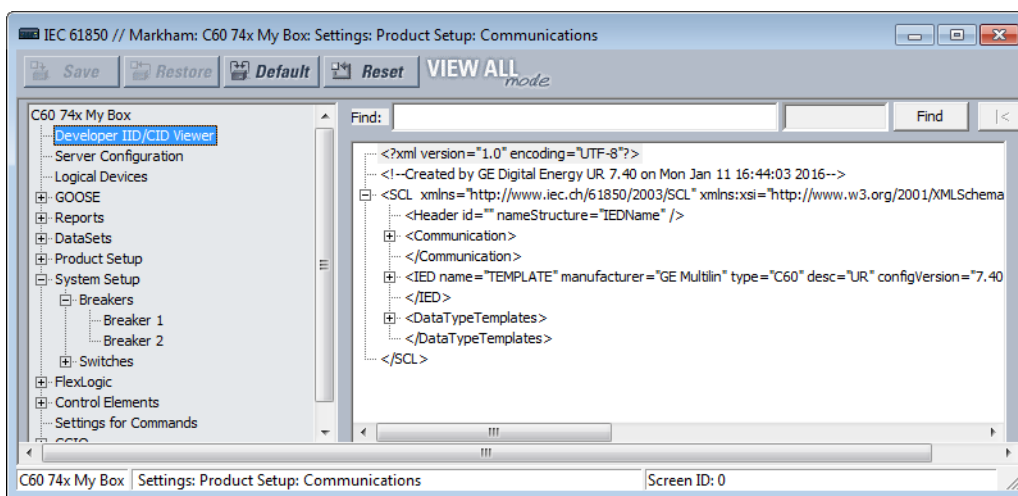 IEC 61850 // Markham: C60 74x My Box: Settings: Product Setup: Communications
Save Restore Default Reset VIEW ALL mode
C60 74x My Box
Developer IID/CID Viewer
Server Configuration
Logical Devices
GOOSE
Reports
DataSets
Product Setup
System Setup
Breakers
Breaker 1
Breaker 2
Switches
FlexLogic
Control Elements
Settings for Commands
Find: Find
<?xml version="1.0" encoding="UTF-8"?>
<!--Created by GE Digital Energy UR 7.40 on Mon Jan 11 16:44:03 2016-->
<SCL xmlns="http://www.iec.ch/61850/2003/SCL" xmlns:xsi="http://www.w3.org/2001/XMLSchema
<Header id="" nameStructure="IEDName" />
<Communication>
</Communication>
<IED name="TEMPLATE" manufacturer="GE Multilin" type="C60" desc="UR" configVersion="7.40
</IED>
<DataTypeTemplates>
</DataTypeTemplates>
</SCL>
C60 74x My Box Settings: Product Setup: Communications Screen ID: 0